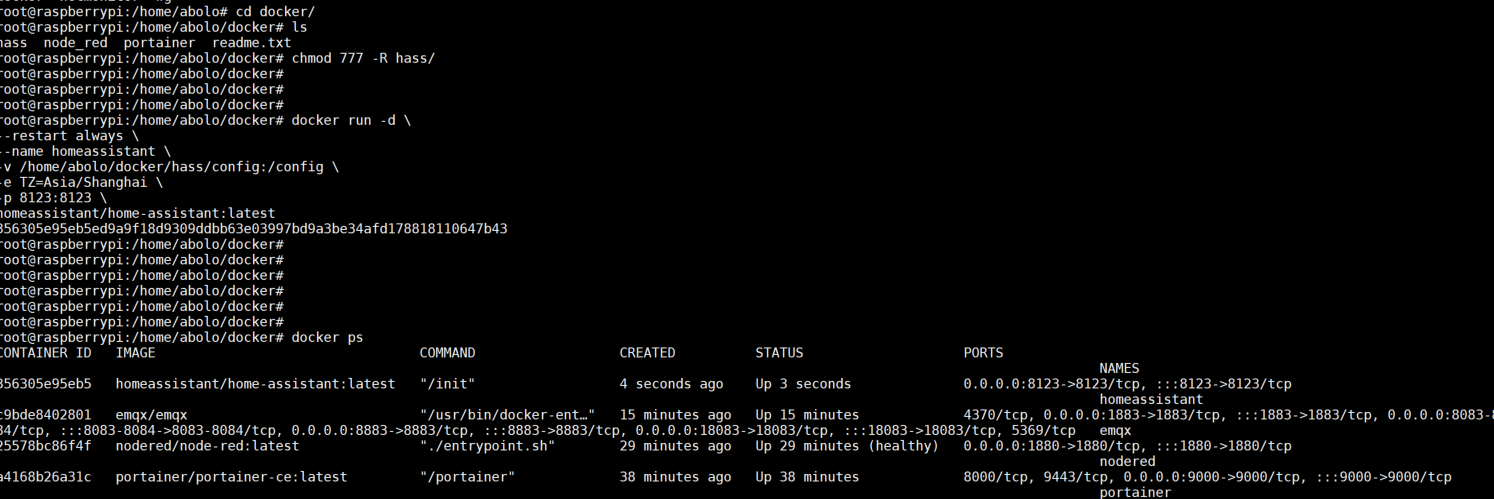 root@raspberrypi:/home/abolo# cd docker/
root@raspberrypi:/home/abolo/docker# ls
hass  node_red  portainer  readme.txt
root@raspberrypi:/home/abolo/docker# chmod 777 -R hass/
root@raspberrypi:/home/abolo/docker#
root@raspberrypi:/home/abolo/docker#
root@raspberrypi:/home/abolo/docker#
root@raspberrypi:/home/abolo/docker# docker run -d \
--restart always \
--name homeassistant \
-v /home/abolo/docker/hass/config:/config \
-e TZ=Asia/Shanghai \
-p 8123:8123 \
homeassistant/home-assistant:latest
356305e95eb5ed9a9f18d9309ddbb63e03997bd9a3be34afd178818110647b43
root@raspberrypi:/home/abolo/docker#
root@raspberrypi:/home/abolo/docker#
root@raspberrypi:/home/abolo/docker#
root@raspberrypi:/home/abolo/docker#
root@raspberrypi:/home/abolo/docker#
root@raspberrypi:/home/abolo/docker#
root@raspberrypi:/home/abolo/docker# docker ps
CONTAINER ID   IMAGE   COMMAND   CREATED   STATUS   PORTS
NAMES
356305e95eb5   homeassistant/home-assistant:latest   "/init"   4 seconds ago   Up 3 seconds   0.0.0.0:8123->8123/tcp, :::8123->8123/tcp
homeassistant
c9bde8402801   emqx/emqx   "/usr/bin/docker-ent…"   15 minutes ago   Up 15 minutes   4370/tcp, 0.0.0.0:1883->1883/tcp, :::1883->1883/tcp, 0.0.0.0:8083-8
84/tcp, :::8083-8084->8083-8084/tcp, 0.0.0.0:8883->8883/tcp, :::8883->8883/tcp, 0.0.0.0:18083->18083/tcp, :::18083->18083/tcp, 5369/tcp   emqx
25578bc86f4f   nodered/node-red:latest   "./entrypoint.sh"   29 minutes ago   Up 29 minutes (healthy)   0.0.0.0:1880->1880/tcp, :::1880->1880/tcp
nodered
a4168b26a31c   portainer/portainer-ce:latest   "/portainer"   38 minutes ago   Up 38 minutes   8000/tcp, 9443/tcp, 0.0.0.0:9000->9000/tcp, :::9000->9000/tcp
portainer